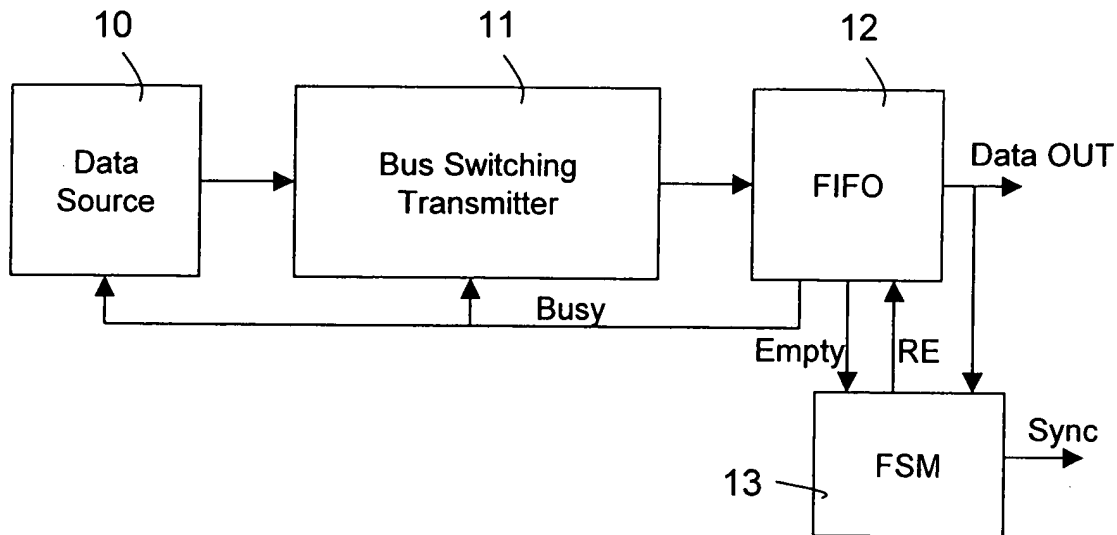 10
11
12
Data
Source
Bus Switching
Transmitter
FIFO
Data OUT
Busy
Empty
RE
Sync
FSM
13